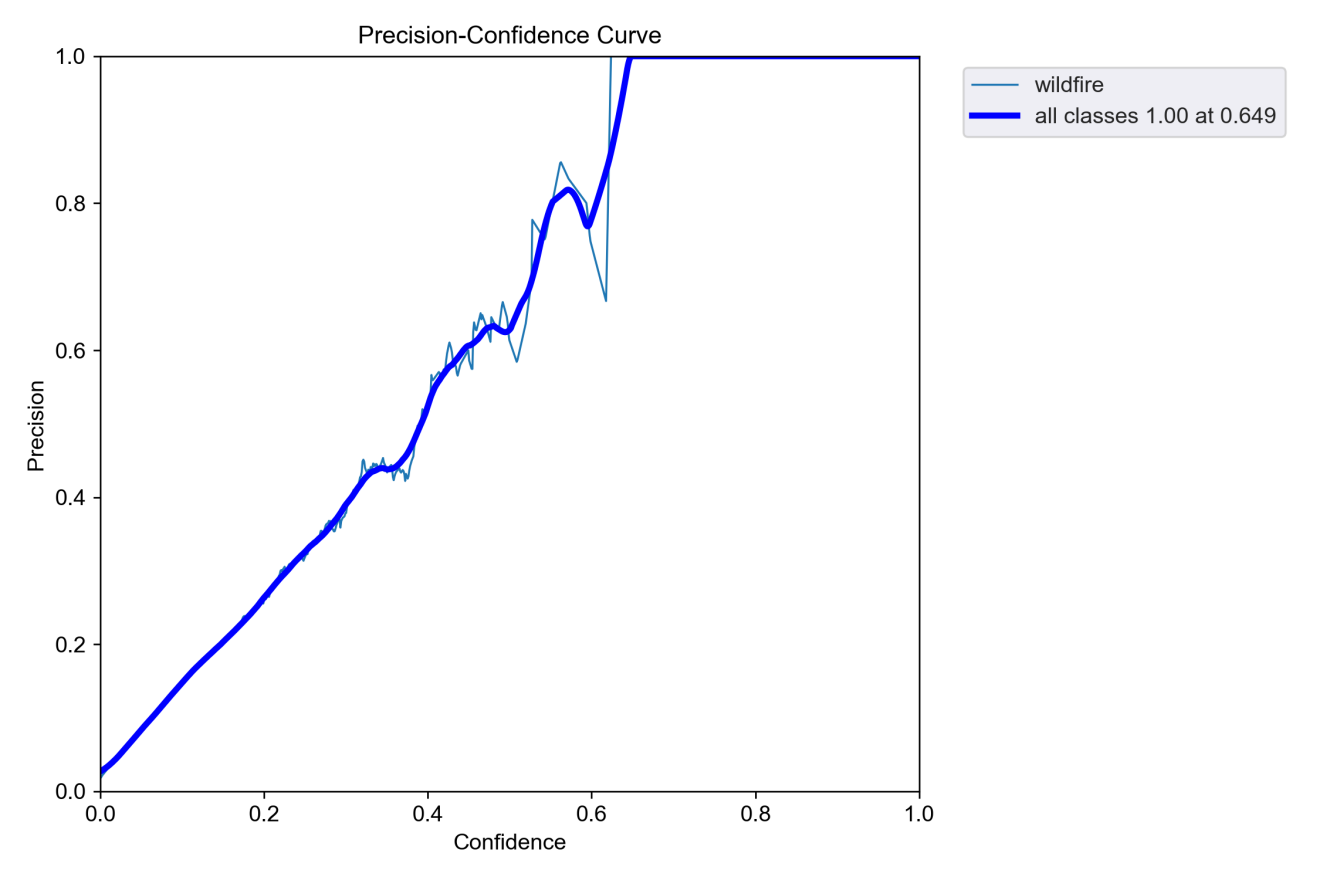 Precision-Confidence Curve
wildfire
all classes 1.00 at 0.649
1.0
0.8
0.6
0.4
0.2
0.0
Precision
0.0 0.2 0.4 0.6 0.8 1.0
Confidence